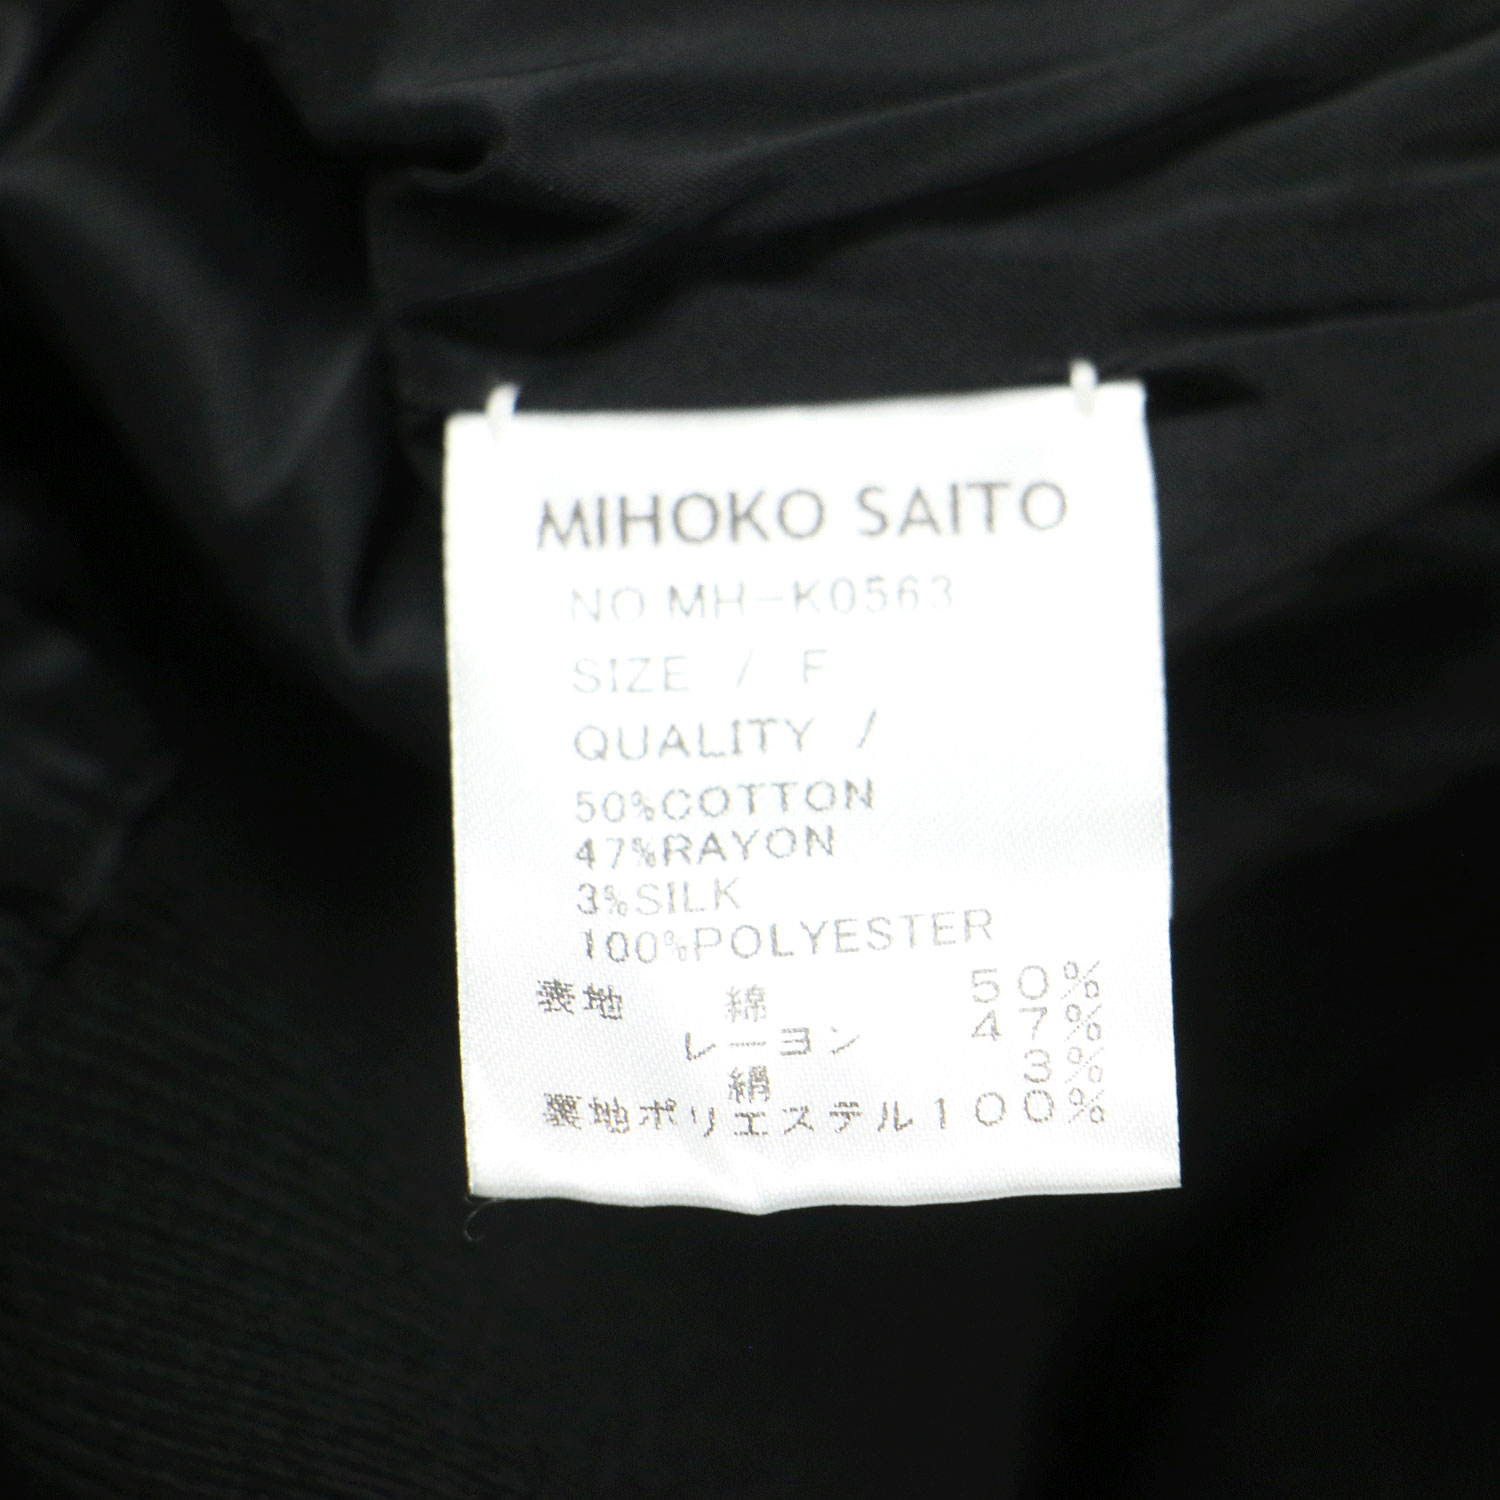 MIHOKO SAITO
NO MH-K0563
SIZE / F
QUALITY /
50%COTTON
47%RAYON
3%SILK
100%POLYESTER
表地 綿 50%
レーヨン 47%
絹 3%
裏地ポリエステル100%